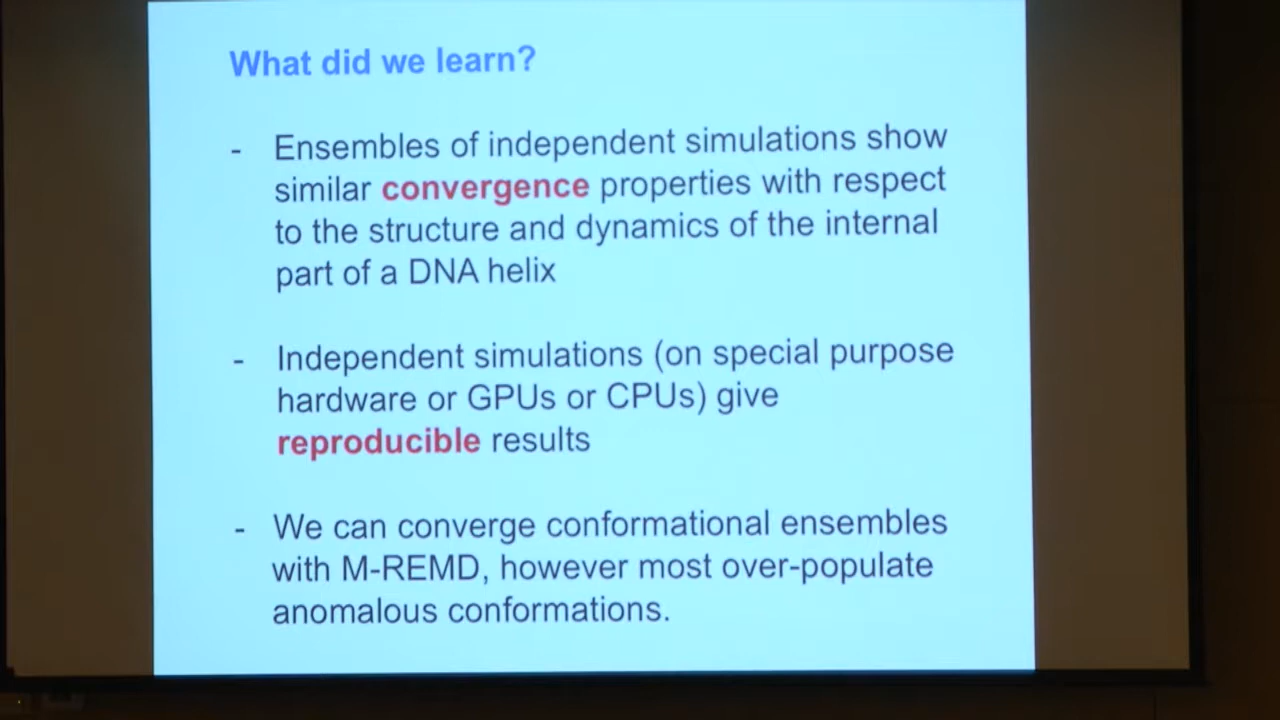 What did we learn?
- Ensembles of independent simulations show
similar convergence properties with respect
to the structure and dynamics of the internal
part of a DNA helix
- Independent simulations (on special purpose
hardware or GPUs or CPUs) give
reproducible results
- We can converge conformational ensembles
with M-REMD, however most over-populate
anomalous conformations.